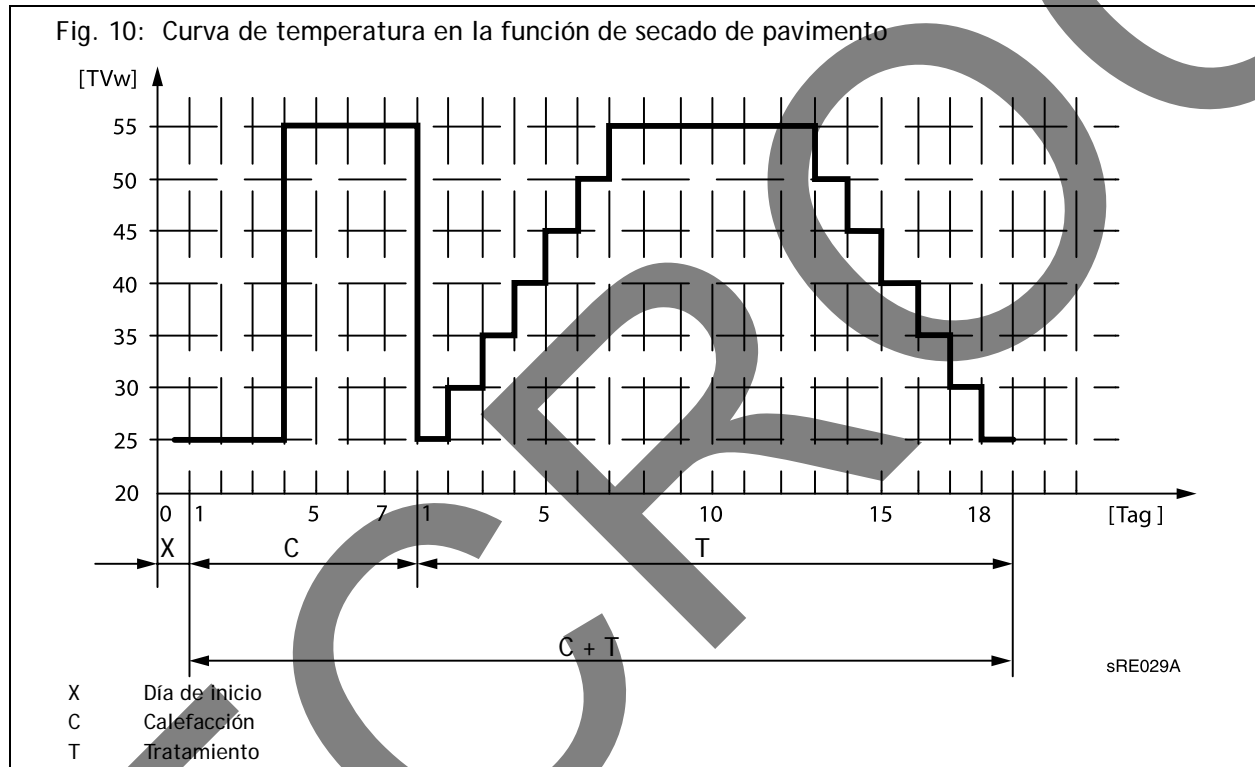 Fig. 10: Curva de temperatura en la función de secado de pavimento
[TVw]
55
50
45
40
35
30
25
20
0 1 5 7 1 5 10 15 18 [Tag]
X C T
C + T
sRE029A
X Día de inicio
C Calefacción
T Tratamiento